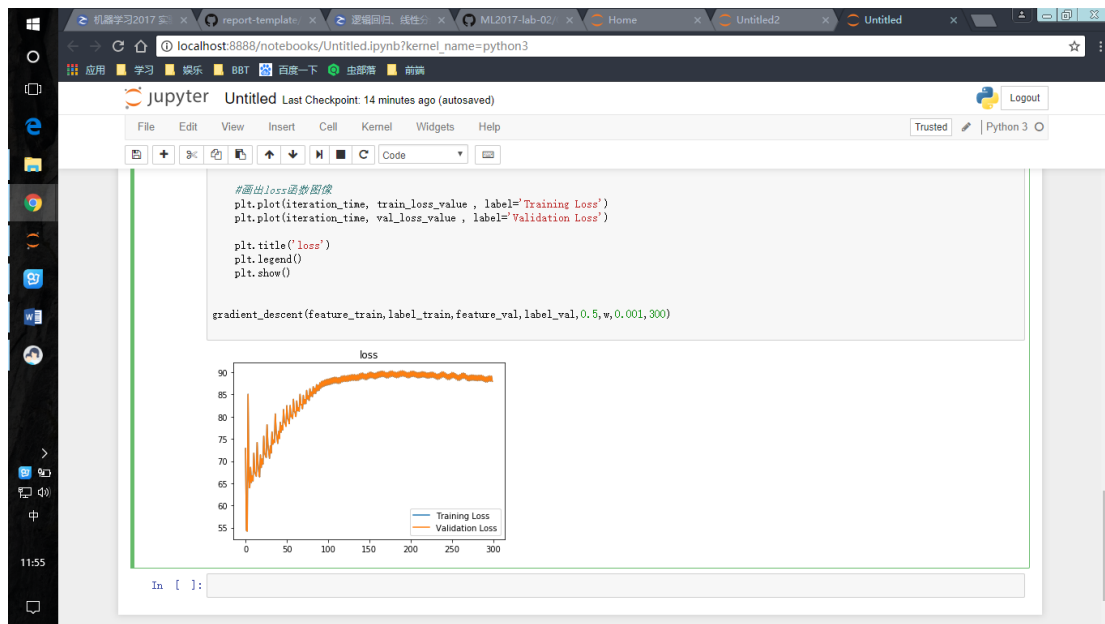 机器学习2017 实
report-template
逻辑回归、线性分
ML2017-lab-02/
Home
Untitled2
Untitled
localhost:8888/notebooks/Untitled.ipynb?kernel_name=python3
应用 学习 娱乐 BBT 百度一下 虫部落 前端
jupyter Untitled Last Checkpoint: 14 minutes ago (autosaved)
Logout
File Edit View Insert Cell Kernel Widgets Help
Trusted Python 3
Code
#画出loss函数图像
plt.plot(iteration_time, train_loss_value , label='Training Loss')
plt.plot(iteration_time, val_loss_value , label='Validation Loss')
plt.title('loss')
plt.legend()
plt.show()
gradient_descent(feature_train,label_train,feature_val,label_val,0.5,w,0.001,300)
loss
90
85
80
75
70
65
60
55
Training Loss
Validation Loss
0 50 100 150 200 250 300
In [ ]:
中
11:55